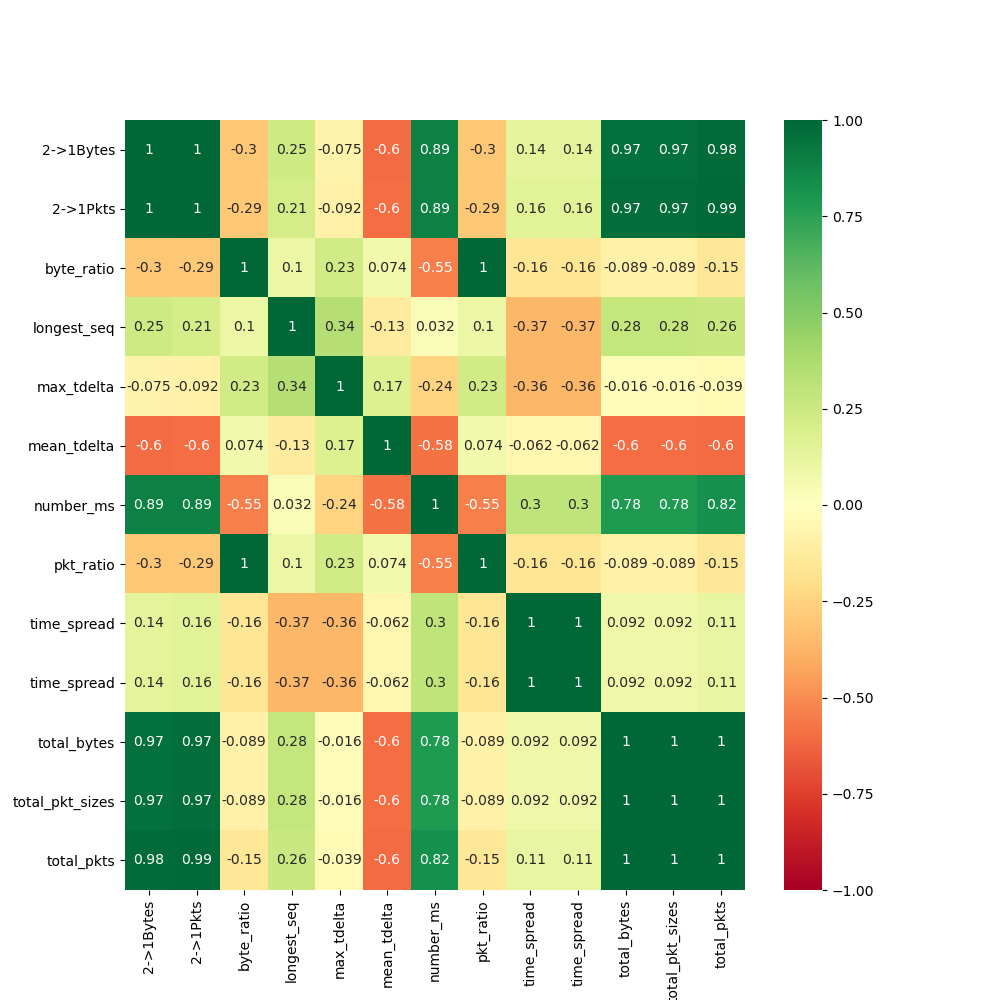 2->1Bytes 1 1 -0.3 0.25 -0.075 -0.6 0.89 -0.3 0.14 0.14 0.97 0.97 0.98
2->1Pkts 1 1 -0.29 0.21 -0.092 -0.6 0.89 -0.29 0.16 0.16 0.97 0.97 0.99
byte_ratio -0.3 -0.29 1 0.1 0.23 0.074 -0.55 1 -0.16 -0.16 -0.089 -0.089 -0.15
longest_seq 0.25 0.21 0.1 1 0.34 -0.13 0.032 0.1 -0.37 -0.37 0.28 0.28 0.26
max_tdelta -0.075 -0.092 0.23 0.34 1 0.17 -0.24 0.23 -0.36 -0.36 -0.016 -0.016 -0.039
mean_tdelta -0.6 -0.6 0.074 -0.13 0.17 1 -0.58 0.074 -0.062 -0.062 -0.6 -0.6 -0.6
number_ms 0.89 0.89 -0.55 0.032 -0.24 -0.58 1 -0.55 0.3 0.3 0.78 0.78 0.82
pkt_ratio -0.3 -0.29 1 0.1 0.23 0.074 -0.55 1 -0.16 -0.16 -0.089 -0.089 -0.15
time_spread 0.14 0.16 -0.16 -0.37 -0.36 -0.062 0.3 -0.16 1 1 0.092 0.092 0.11
time_spread 0.14 0.16 -0.16 -0.37 -0.36 -0.062 0.3 -0.16 1 1 0.092 0.092 0.11
total_bytes 0.97 0.97 -0.089 0.28 -0.016 -0.6 0.78 -0.089 0.092 0.092 1 1 1
total_pkt_sizes 0.97 0.97 -0.089 0.28 -0.016 -0.6 0.78 -0.089 0.092 0.092 1 1 1
total_pkts 0.98 0.99 -0.15 0.26 -0.039 -0.6 0.82 -0.15 0.11 0.11 1 1 1
2->1Bytes
2->1Pkts
byte_ratio
longest_seq
max_tdelta
mean_tdelta
number_ms
pkt_ratio
time_spread
time_spread
total_bytes
otal_pkt_sizes
total_pkts
1.00
0.75
0.50
0.25
0.00
−0.25
−0.50
−0.75
−1.00